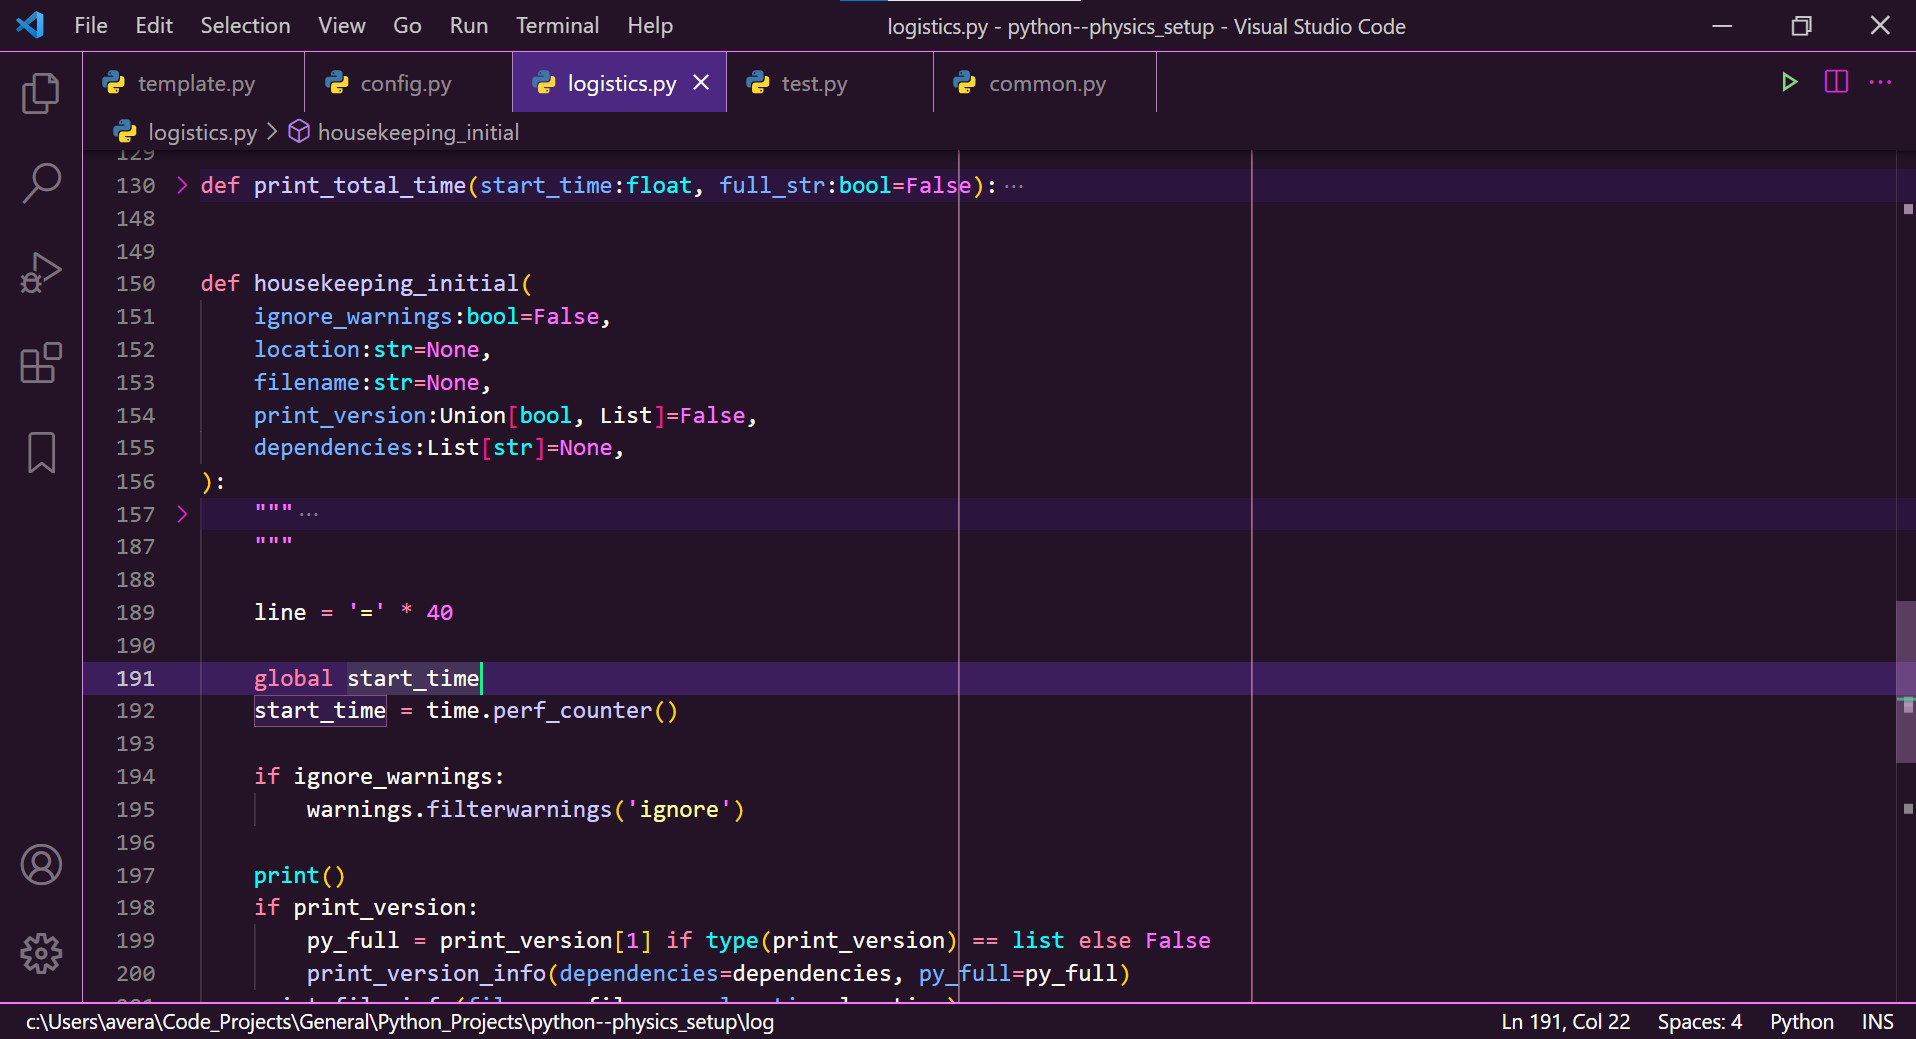 File Edit Selection View Go Run Terminal Help logistics.py - python--physics_setup - Visual Studio Code
template.py config.py logistics.py test.py common.py
logistics.py > housekeeping_initial
129
130 def print_total_time(start_time:float, full_str:bool=False):···
148
149
150 def housekeeping_initial(
151 ignore_warnings:bool=False,
152 location:str=None,
153 filename:str=None,
154 print_version:Union[bool, List]=False,
155 dependencies:List[str]=None,
156 ):
157 """···
187 """
188
189 line = '=' * 40
190
191 global start_time
192 start_time = time.perf_counter()
193
194 if ignore_warnings:
195 warnings.filterwarnings('ignore')
196
197 print()
198 if print_version:
199 py_full = print_version[1] if type(print_version) == list else False
200 print_version_info(dependencies=dependencies, py_full=py_full)
c:\Users\avera\Code_Projects\General\Python_Projects\python--physics_setup\log Ln 191, Col 22 Spaces: 4 Python INS